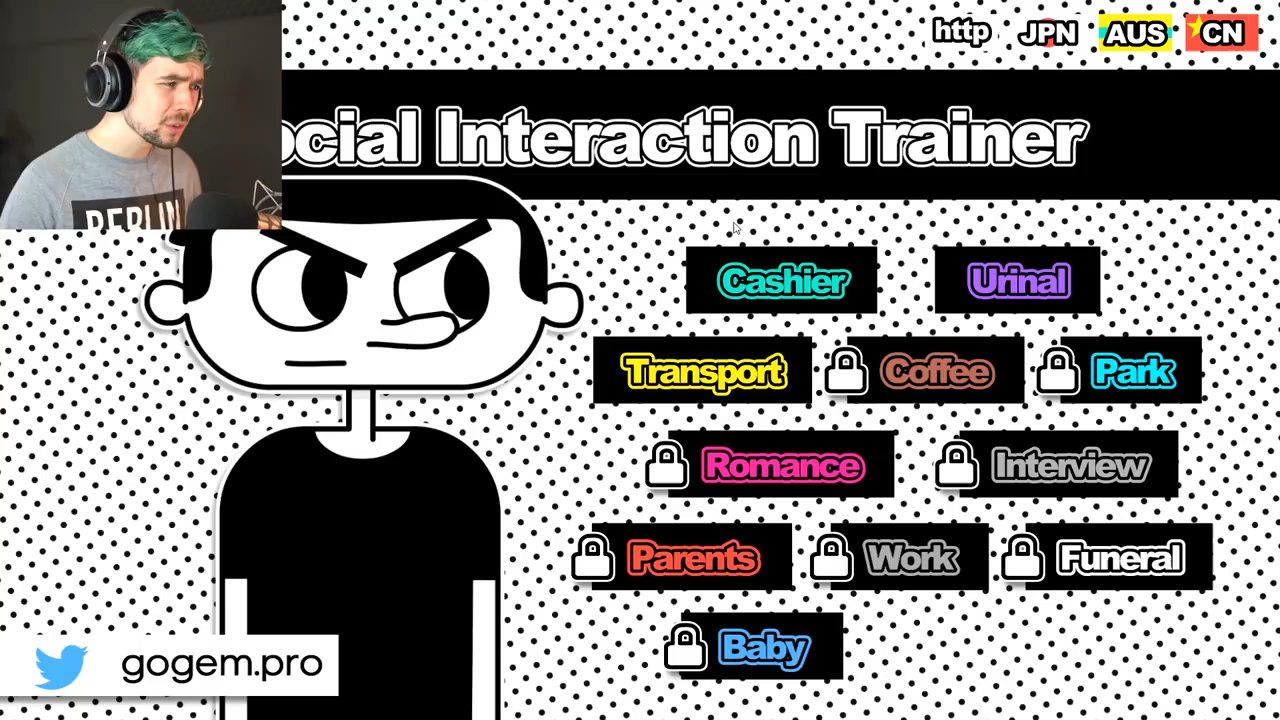 http JPN AUS CN
ocial Interaction Trainer
BERLIN
Cashier Urinal
Transport Coffee Park
Romance Interview
Parents Work Funeral
Baby
gogem.pro